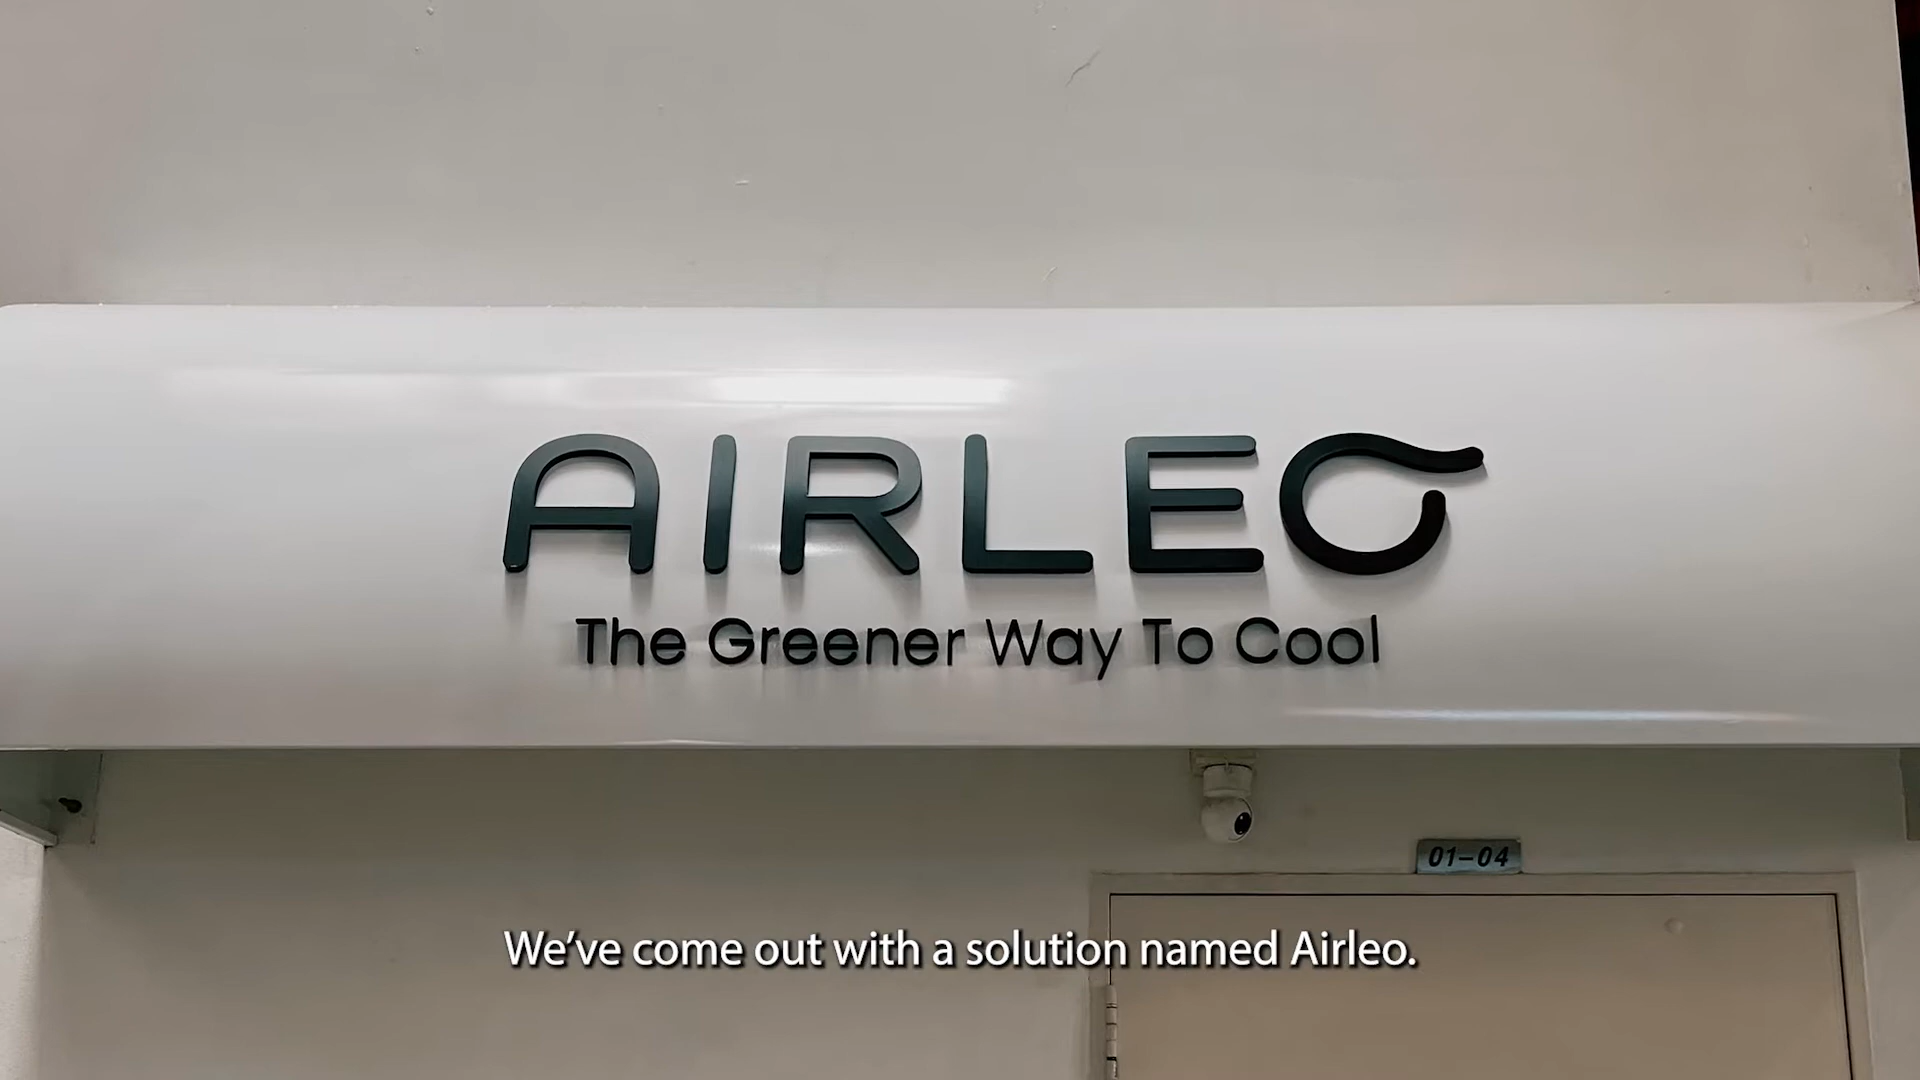 AIRLEO
The Greener Way To Cool
01-04
We've come out with a solution named Airleo.